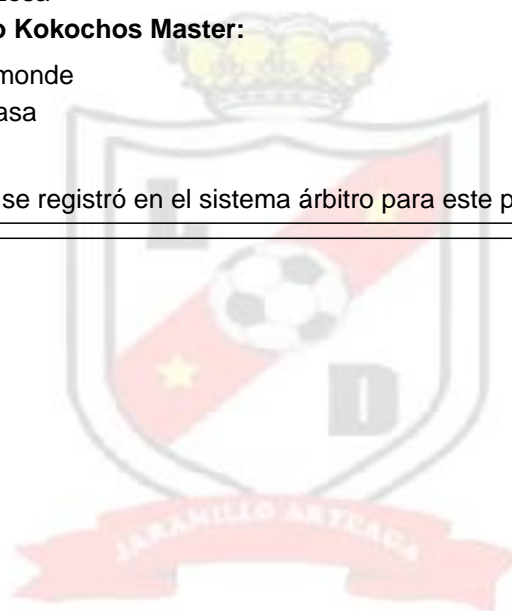 o Kokochos Master:
monde
asa
se registró en el sistema árbitro para este p
L
D
JARAMILLO ARTEAGA